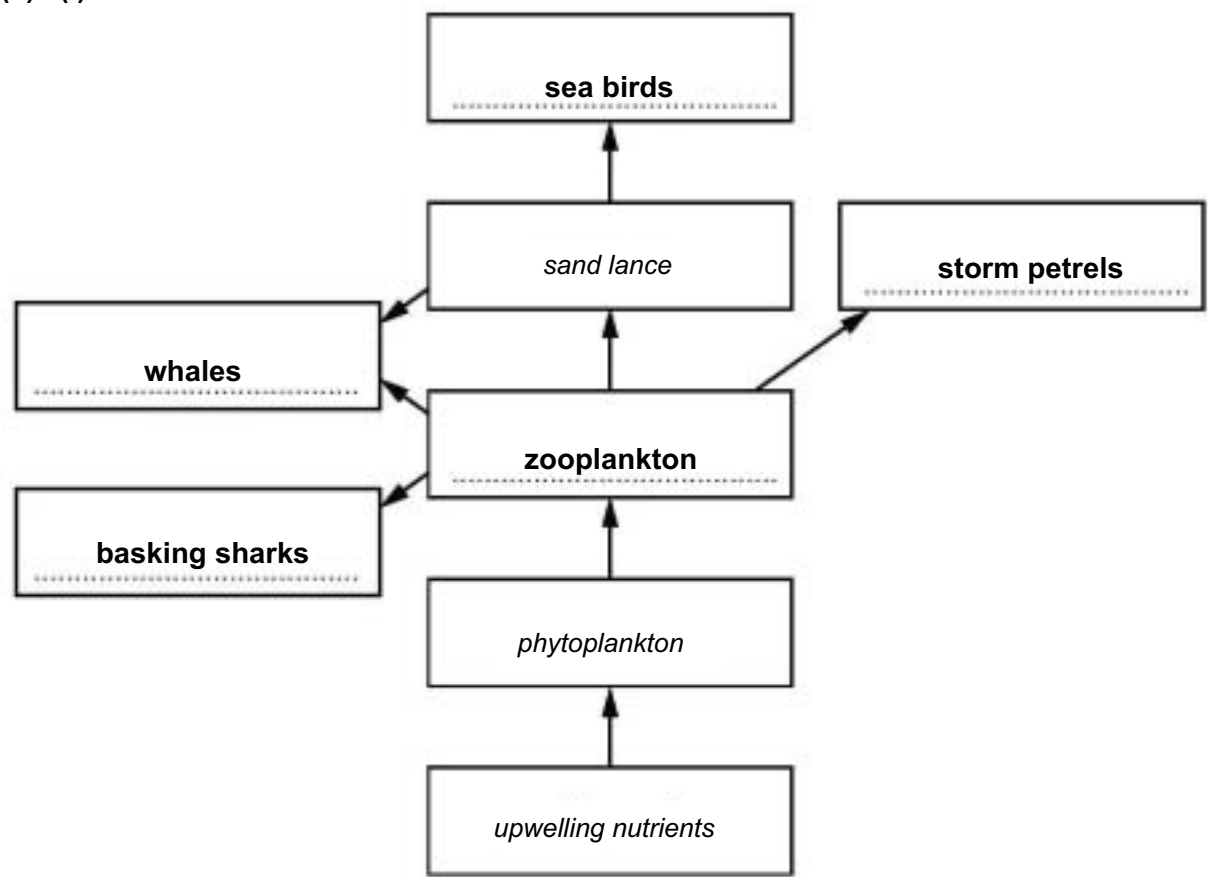 sea birds
sand lance
storm petrels
whales
zooplankton
basking sharks
phytoplankton
upwelling nutrients